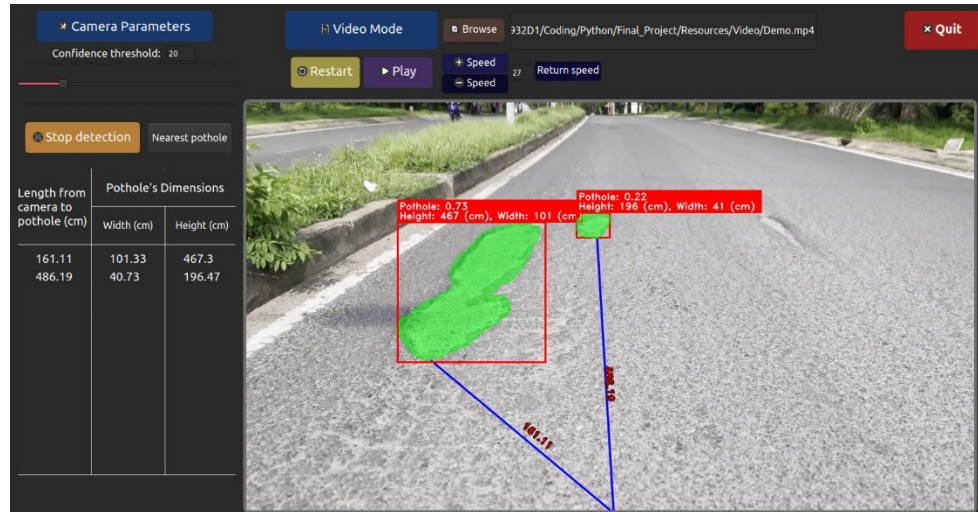 Camera Parameters
Confidence threshold: 20
Video Mode
Browse
932D1/Coding/Python/Final_Project/Resources/Video/Demo.mp4
Quit
Restart
Play
+ Speed
- Speed
27
Return speed
Stop detection
Nearest pothole
Length from camera to pothole (cm)
Pothole's Dimensions
Width (cm)
Height (cm)
161.11 101.33 467.3
486.19 40.73 196.47
Pothole: 0.73
Height: 467 (cm), Width: 101 (cm)
Pothole: 0.22
Height: 196 (cm), Width: 41 (cm)
161.11
486.19